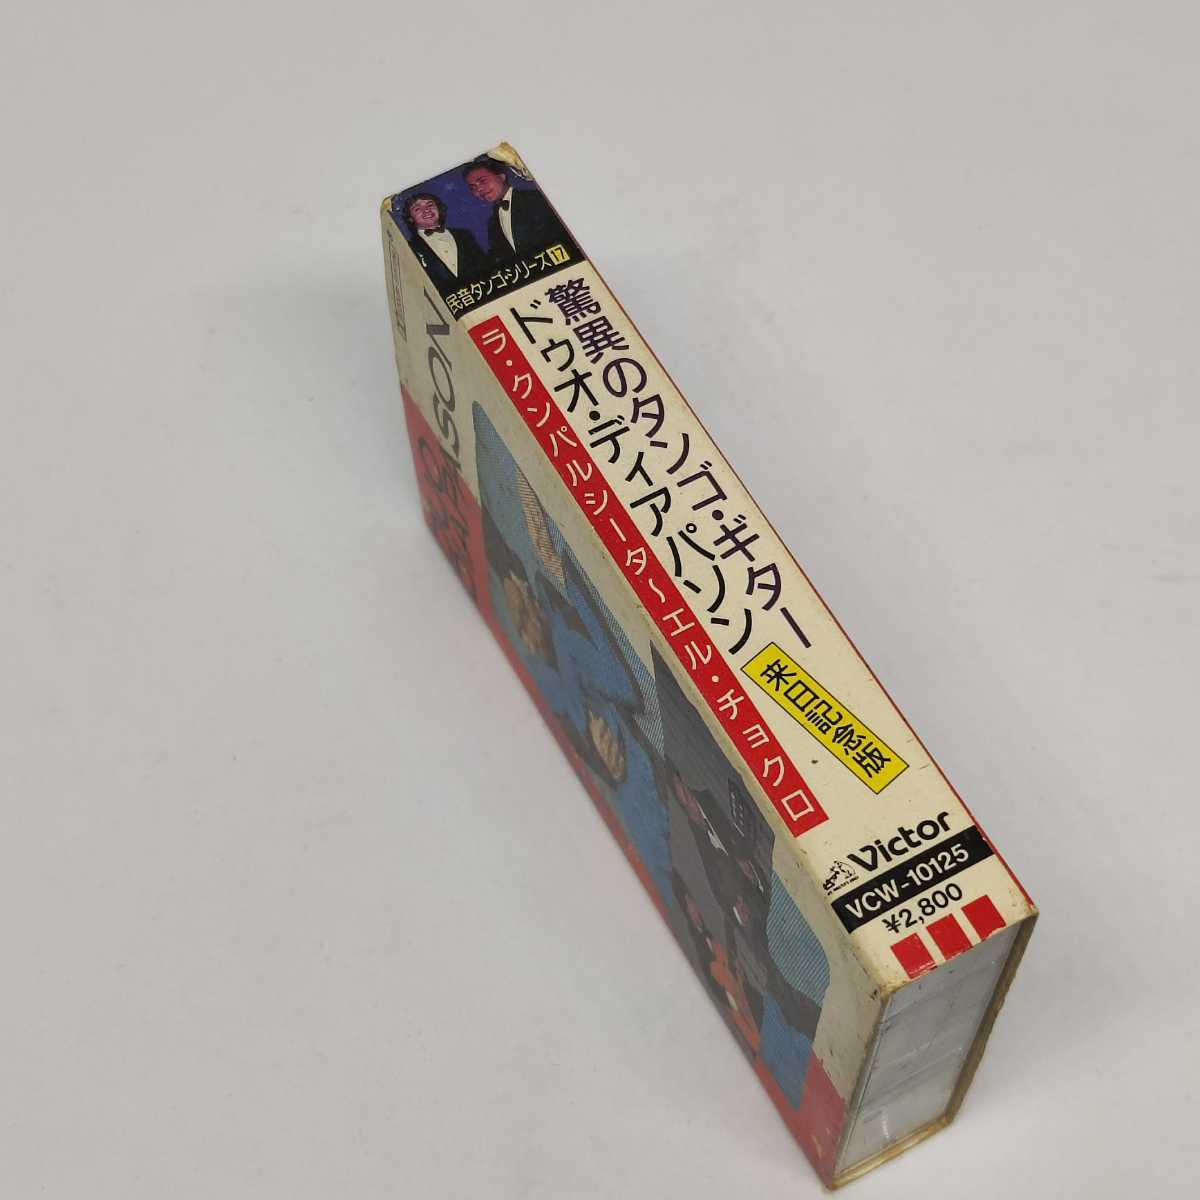 民音タンゴ・シリーズ17
驚異のタンゴ・ギター
ドゥオ・ディアパソン
ラ・クンパルシータ〜エル・チョクロ
来日記念版
Victor
VCW-10125
¥2,800